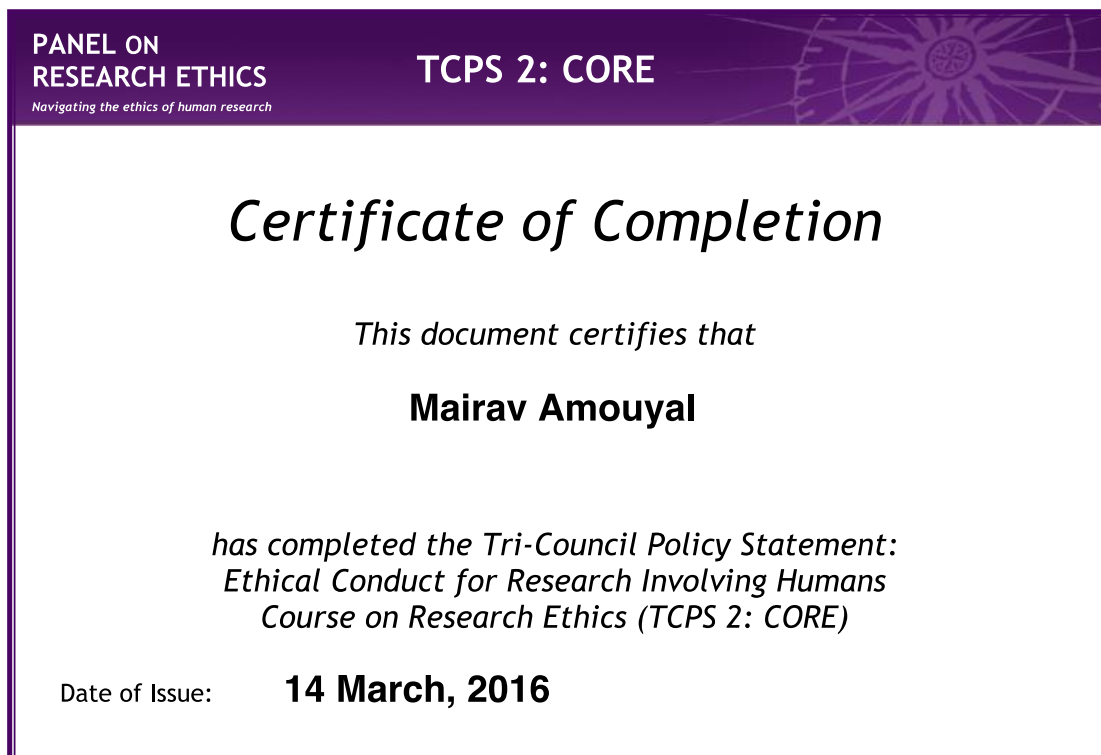 PANEL ON
RESEARCH ETHICS
Navigating the ethics of human research
TCPS 2: CORE
Certificate of Completion
This document certifies that
Mairav Amouyal
has completed the Tri-Council Policy Statement:
Ethical Conduct for Research Involving Humans
Course on Research Ethics (TCPS 2: CORE)
Date of Issue: 14 March, 2016